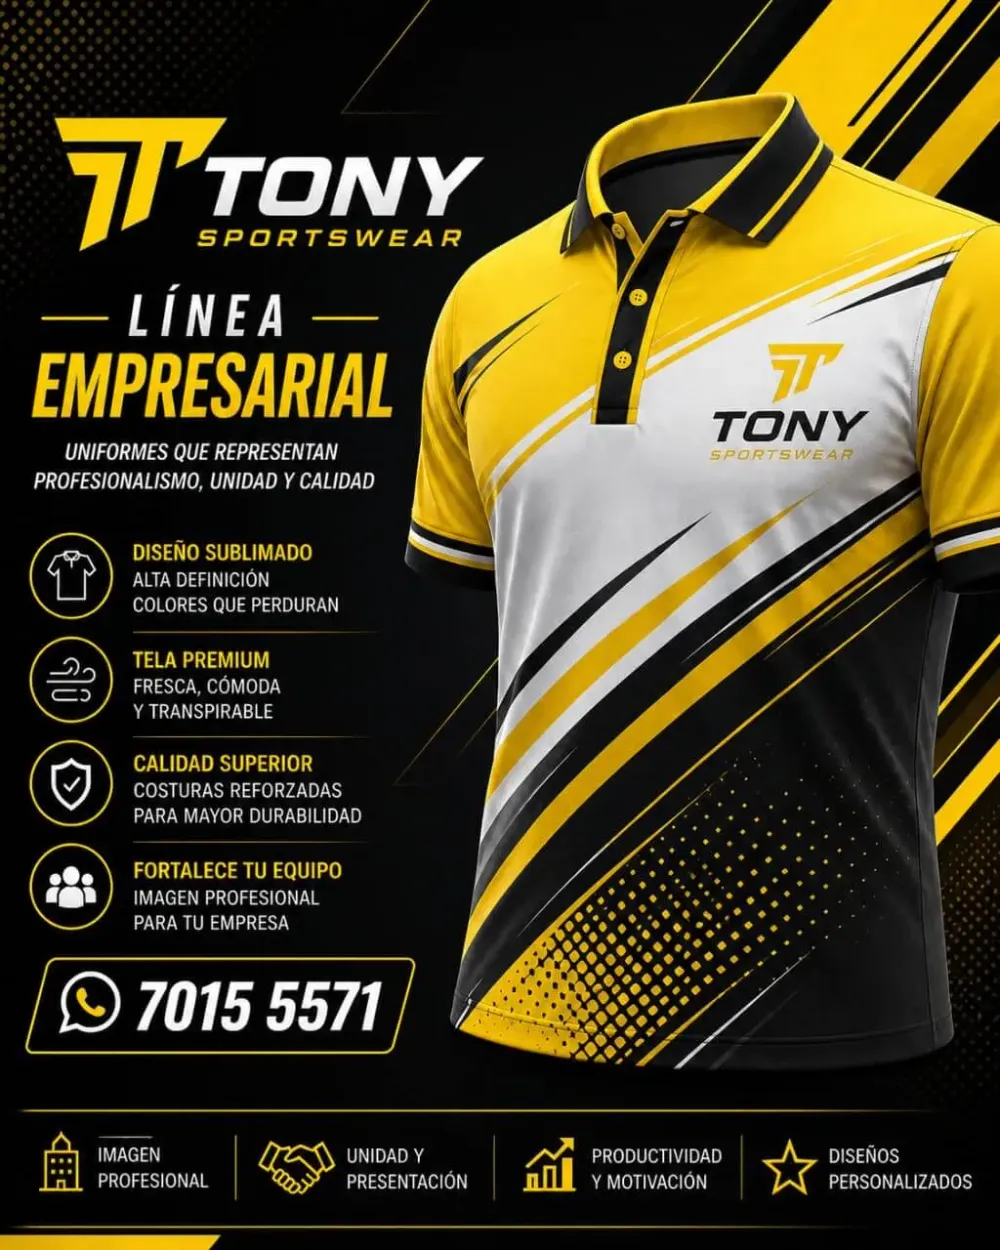 TONY
SPORTSWEAR
LÍNEA
EMPRESARIAL
UNIFORMES QUE REPRESENTAN
PROFESIONALISMO, UNIDAD Y CALIDAD
DISEÑO SUBLIMADO
ALTA DEFINICIÓN
COLORES QUE PERDURAN
TELA PREMIUM
FRESCA, CÓMODA
Y TRANSPIRABLE
CALIDAD SUPERIOR
COSTURAS REFORZADAS
PARA MAYOR DURABILIDAD
FORTALECE TU EQUIPO
IMAGEN PROFESIONAL
PARA TU EMPRESA
7015 5571
TONY
SPORTSWEAR
IMAGEN
PROFESIONAL
UNIDAD Y
PRESENTACIÓN
PRODUCTIVIDAD
Y MOTIVACIÓN
DISEÑOS
PERSONALIZADOS